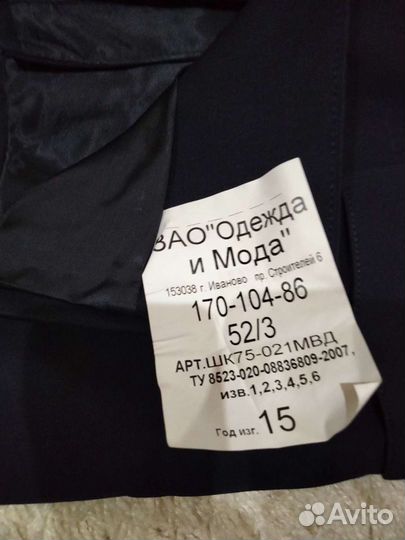 ЗАО"Одежда
и Мода"
153038 г. Иваново пр. Строителей 6
170-104-86
52/3
АРТ.ШК75-021МВД
ТУ 8523-020-08836809-2007,
изв.1,2,3,4,5,6
Год изг. 15
Avito